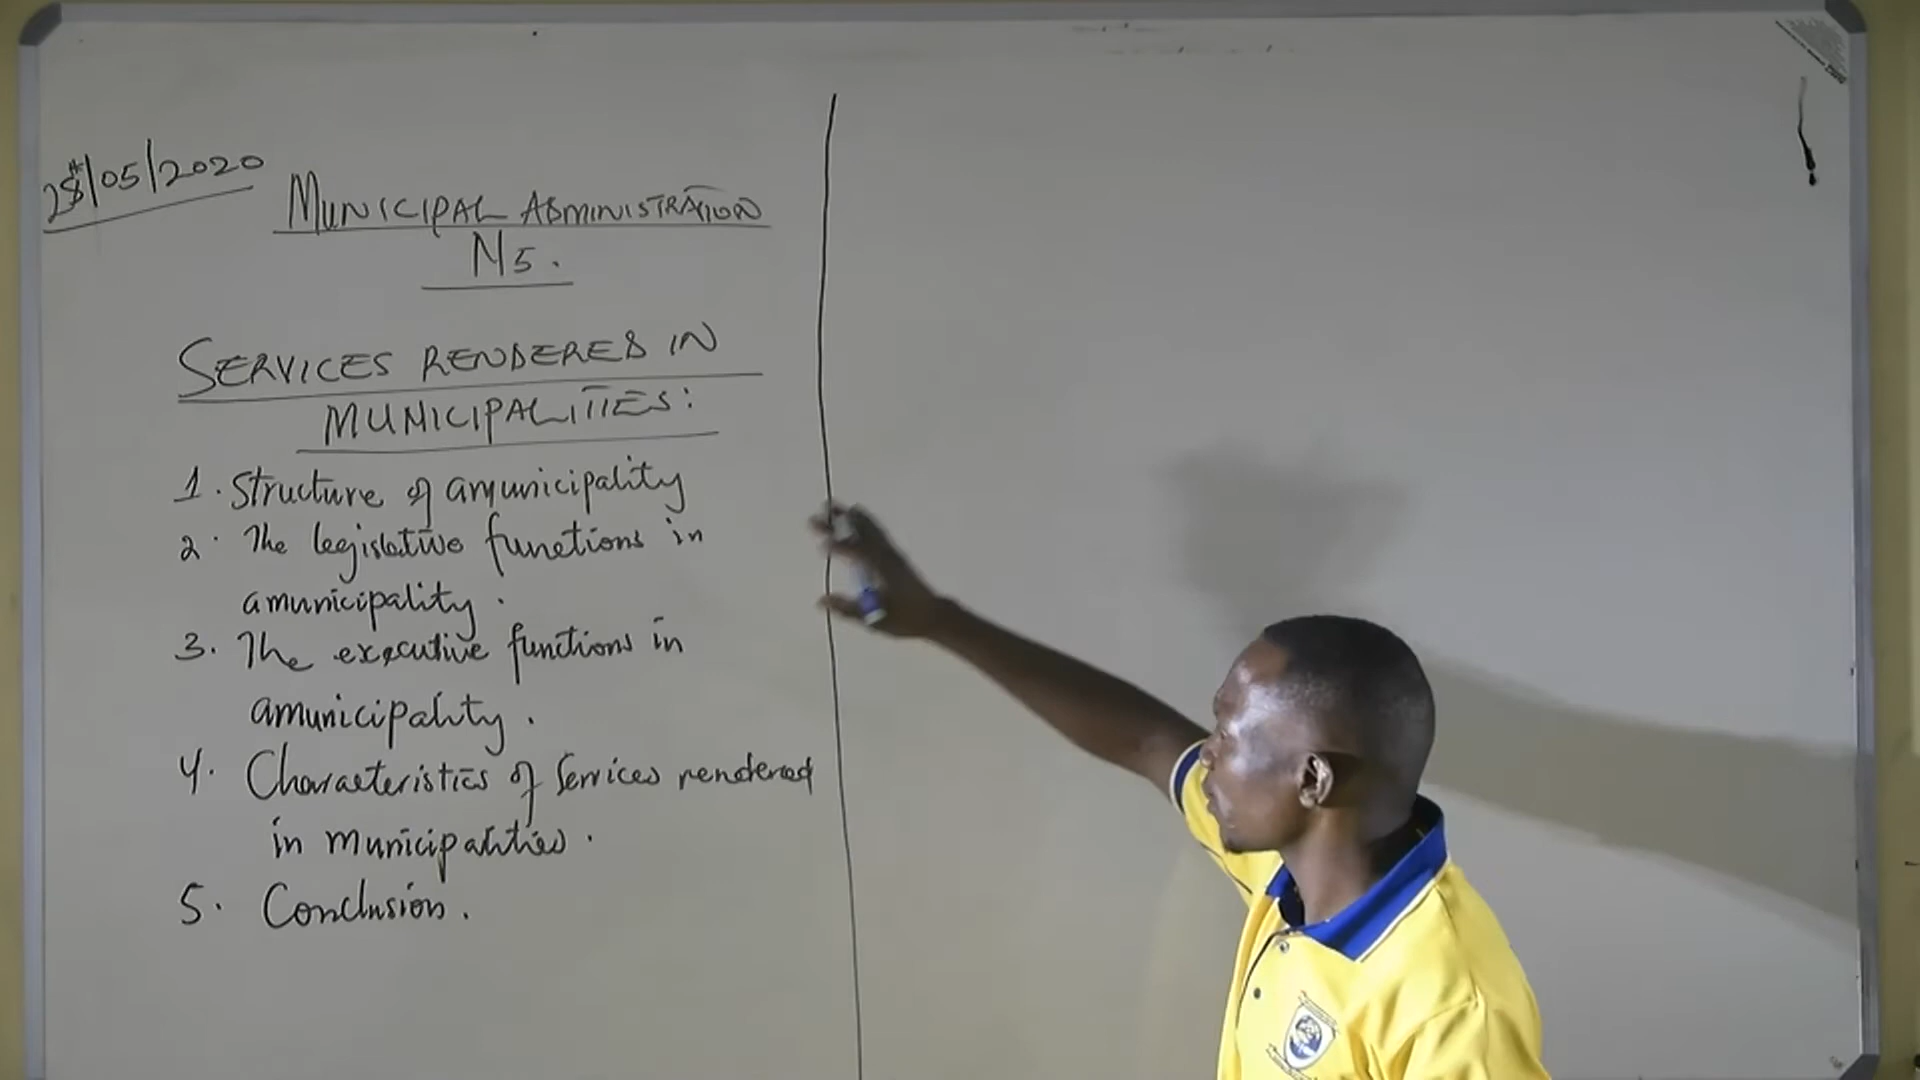 28th/05/2020
MUNICIPAL ADMINISTRATION
N5.
SERVICES RENDERED IN
MUNICIPALITIES:
1. Structure of a municipality
2. The legislative functions in
a municipality.
3. The executive functions in
a municipality.
4. Characteristics of services rendered
in municipalities.
5. Conclusion.